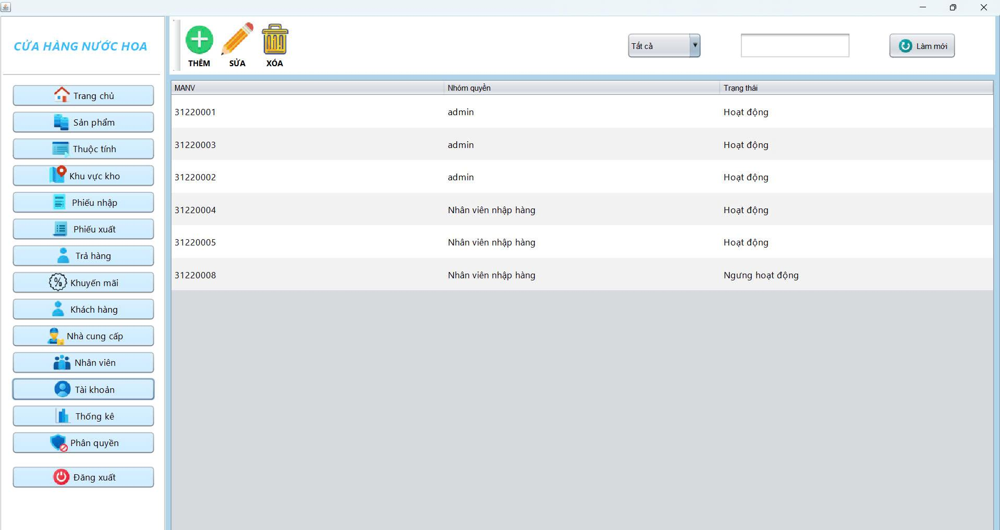 CỬA HÀNG NƯỚC HOA
THÊM
SỬA
XÓA
Tất cả
Làm mới
Trang chủ
Sản phẩm
Thuộc tính
Khu vực kho
Phiếu nhập
Phiếu xuất
Trả hàng
% Khuyến mãi
Khách hàng
Nhà cung cấp
Nhân viên
Tài khoản
Thống kê
Phân quyền
Đăng xuất
MANV Nhóm quyền Trạng thái
31220001 admin Hoạt động
31220003 admin Hoạt động
31220002 admin Hoạt động
31220004 Nhân viên nhập hàng Hoạt động
31220005 Nhân viên nhập hàng Hoạt động
31220008 Nhân viên nhập hàng Ngưng hoạt động